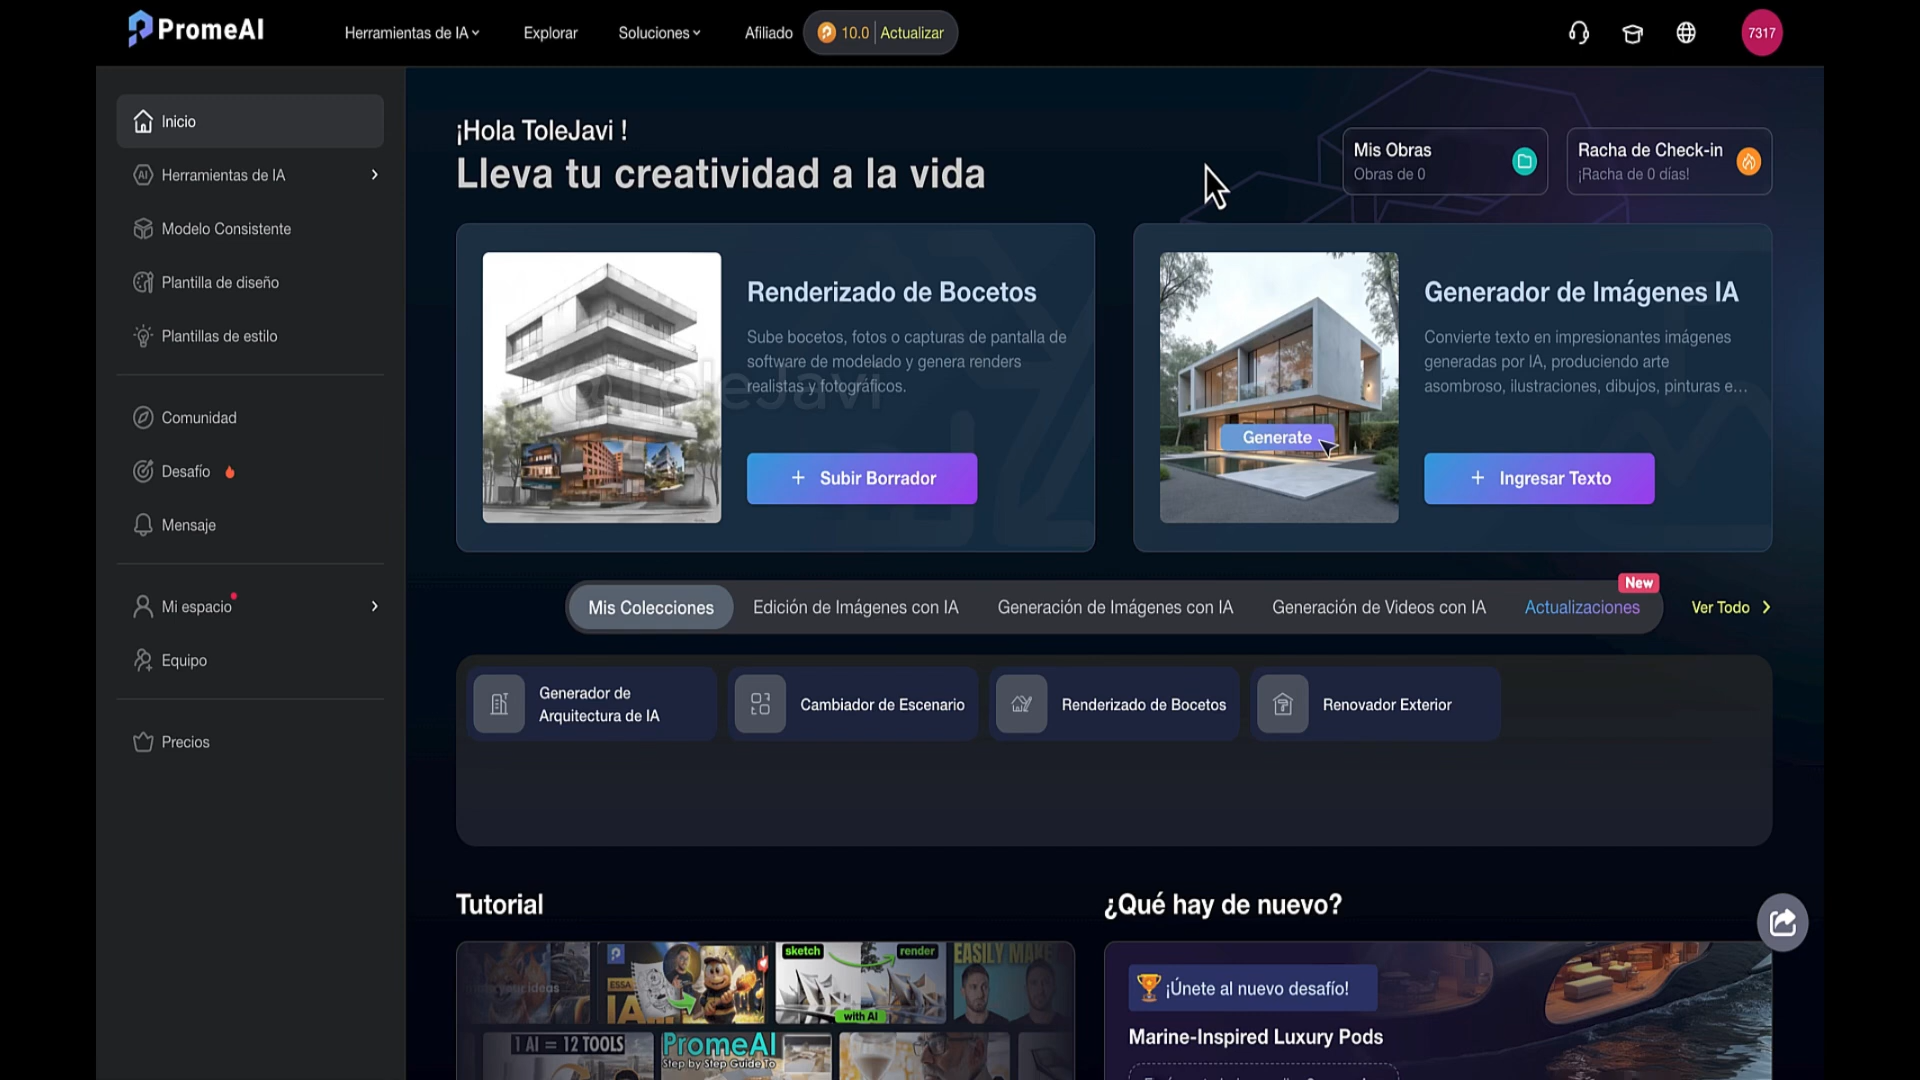 PromeAI
Herramientas de IA
Explorar
Soluciones
Afiliado
10.0 Actualizar
7317
Inicio
Herramientas de IA
Modelo Consistente
Plantilla de diseño
Plantillas de estilo
Comunidad
Desafío
Mensaje
Mi espacio
Equipo
Precios
¡Hola ToleJavi !
Lleva tu creatividad a la vida
Mis Obras
Obras de 0
Racha de Check-in
¡Racha de 0 días!
Renderizado de Bocetos
Sube bocetos, fotos o capturas de pantalla de
software de modelado y genera renders
realistas y fotográficos.
@ToleJavi
Subir Borrador
Generate
Generador de Imágenes IA
Convierte texto en impresionantes imágenes
generadas por IA, produciendo arte
asombroso, ilustraciones, dibujos, pinturas e...
Ingresar Texto
Mis Colecciones
Edición de Imágenes con IA
Generación de Imágenes con IA
Generación de Videos con IA
Actualizaciones
New
Ver Todo
Generador de
Arquitectura de IA
Cambiador de Escenario
Renderizado de Bocetos
Renovador Exterior
Tutorial
¿Qué hay de nuevo?
ESSA
IA
sketch
render
with AI
EASILY MAKE
1 AI = 12 TOOLS
PromeAI
Step by Step Guide To
¡Únete al nuevo desafío!
Marine-Inspired Luxury Pods